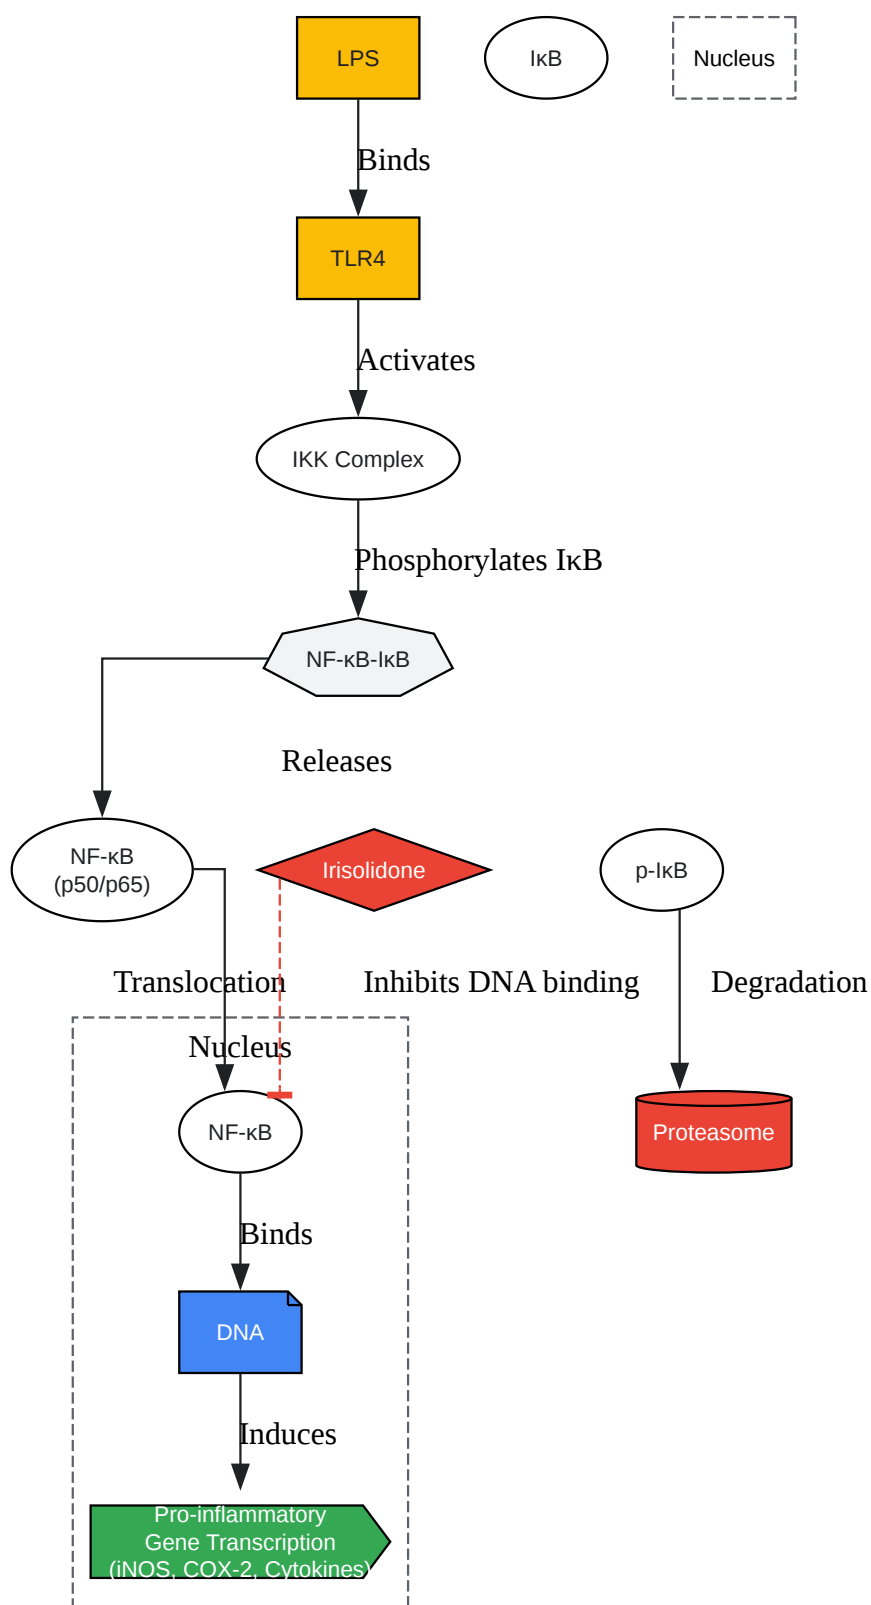 LPS
IκB
Nucleus
Binds
TLR4
Activates
IKK Complex
Phosphorylates IκB
NF-κB-IκB
Releases
NF-κB
(p50/p65)
Irisolidone
p-IκB
Translocation
Inhibits DNA binding
Degradation
Nucleus
NF-κB
Proteasome
Binds
DNA
Induces
Pro-inflammatory
Gene Transcription
(iNOS, COX-2, Cytokines)